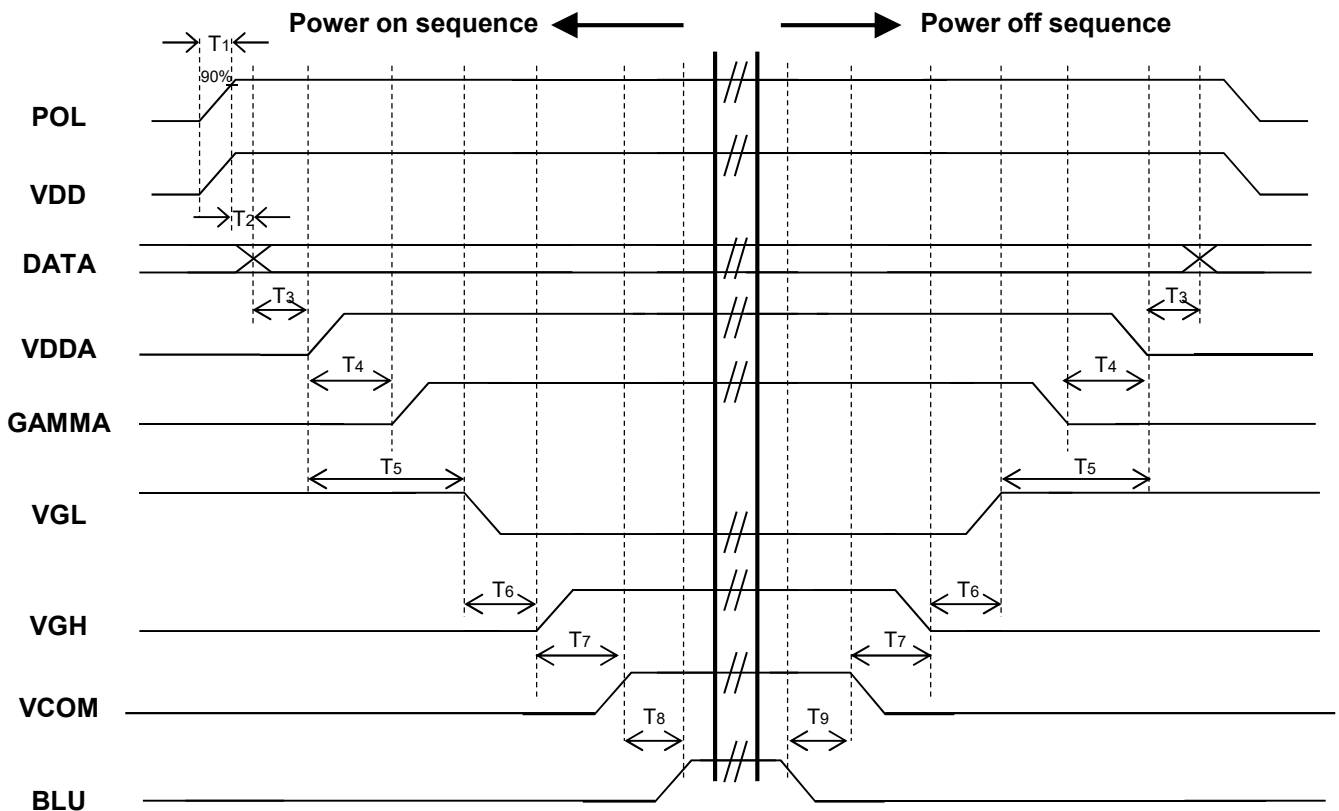 Power on sequence
Power off sequence
T1
90%
POL
VDD
T2
DATA
T3
T3
VDDA
T4
T4
GAMMA
T5
T5
VGL
T6
T6
VGH
T7
T7
VCOM
T8
T9
BLU